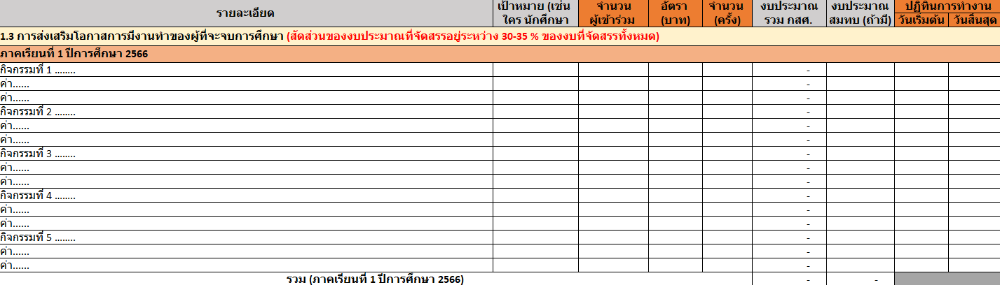 รายละเอียด เป้าหมาย (เช่น ใคร นักศึกษา จำนวน ผู้เข้าร่วม อัตรา (บาท) จำนวน (ครั้ง) งบประมาณ รวม กสศ. งบประมาณ สมทบ (ถ้ามี) ปฏิทินการทำงาน
วันเริ่มต้น วันสิ้นสุด
1.3 การส่งเสริมโอกาสการมีงานทำของผู้ที่จะจบการศึกษา (สัดส่วนของงบประมาณที่จัดสรรอยู่ระหว่าง 30-35 % ของงบที่จัดสรรทั้งหมด)
ภาคเรียนที่ 1 ปีการศึกษา 2566
กิจกรรมที่ 1 ........ -
ค่า...... -
ค่า...... -
กิจกรรมที่ 2 ........ -
ค่า...... -
ค่า...... -
กิจกรรมที่ 3 ........ -
ค่า...... -
ค่า...... -
กิจกรรมที่ 4 ........ -
ค่า...... -
ค่า...... -
กิจกรรมที่ 5 ........ -
ค่า...... -
ค่า...... -
รวม (ภาคเรียนที่ 1 ปีการศึกษา 2566) - -